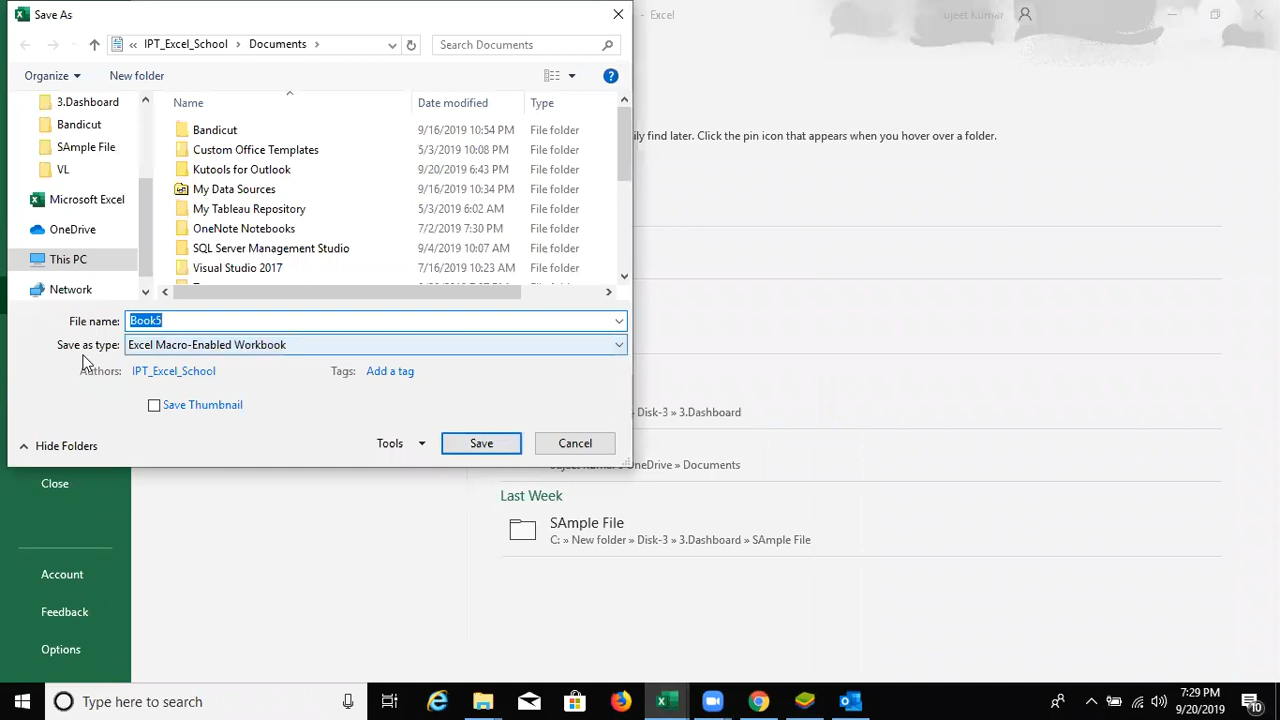 Save As
- Excel
ujeet Kumar
« IPT_Excel_School > Documents >
Search Documents
Organize
New folder
?
3.Dashboard
Bandicut
SAmple File
VL
Microsoft Excel
OneDrive
This PC
Network
Name
Date modified
Type
Bandicut 9/16/2019 10:54 PM File folder
Custom Office Templates 5/3/2019 10:08 PM File folder
Kutools for Outlook 9/20/2019 6:43 PM File folder
My Data Sources 9/16/2019 10:34 PM File folder
My Tableau Repository 5/3/2019 6:02 AM File folder
OneNote Notebooks 7/2/2019 7:30 PM File folder
SQL Server Management Studio 9/4/2019 10:07 AM File folder
Visual Studio 2017 7/16/2019 10:23 AM File folder
ily find later. Click the pin icon that appears when you hover over a folder.
File name: Book5
Save as type: Excel Macro-Enabled Workbook
Authors: IPT_Excel_School
Tags: Add a tag
Save Thumbnail
Hide Folders
Tools
Save
Cancel
» Disk-3 » 3.Dashboard
OneDrive » Documents
Last Week
SAmple File
C: » New folder » Disk-3 » 3.Dashboard » SAmple File
Close
Account
Feedback
Options
Type here to search
7:29 PM
9/20/2019
10